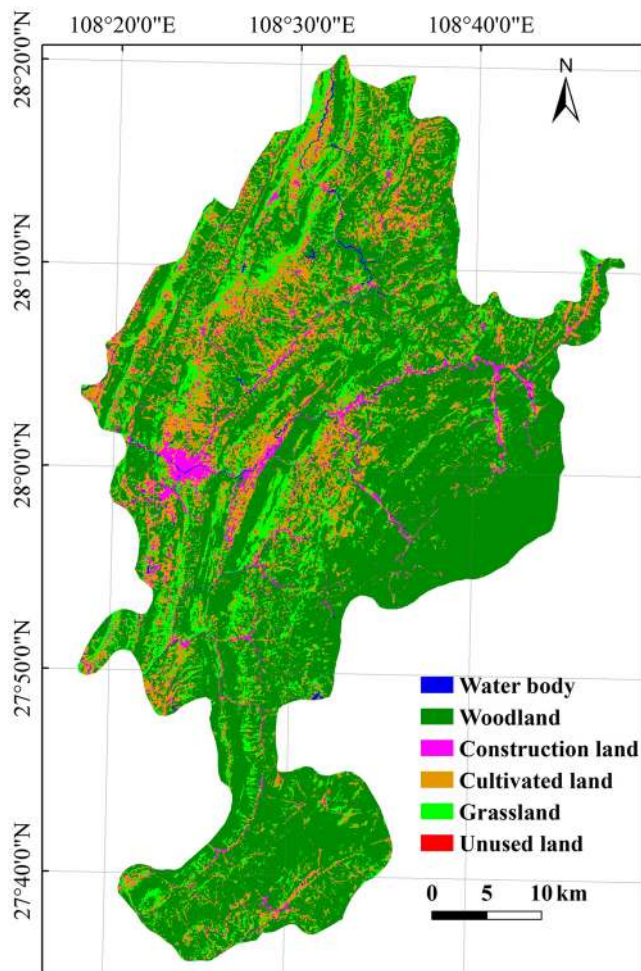 108°20'0"E 108°30'0"E 108°40'0"E
28°20'0"N
N
28°10'0"N
28°0'0"N
27°50'0"N
Water body
Woodland
Construction land
Cultivated land
Grassland
Unused land
27°40'0"N
0 5 10 km